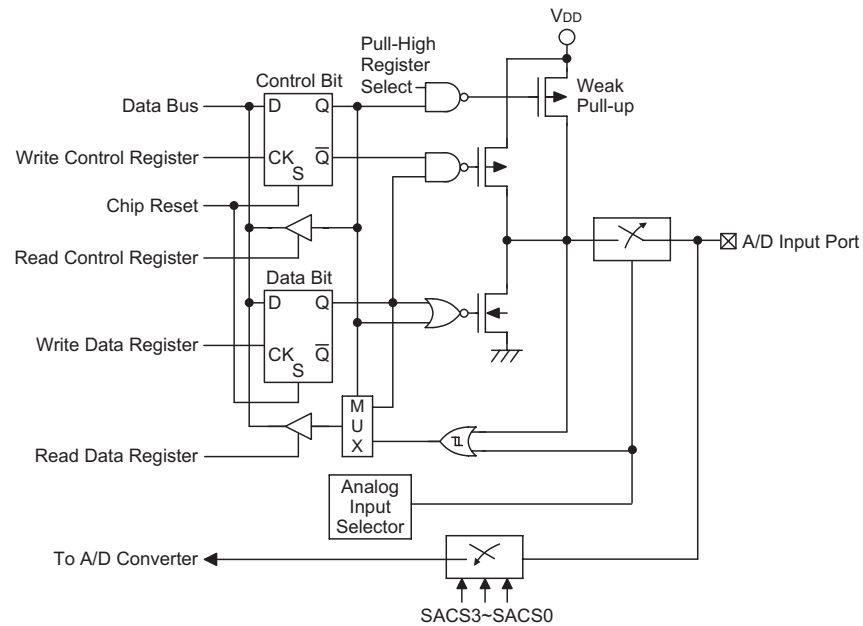 VDD
Pull-High
Register
Select
Weak
Pull-up
Control Bit
Data Bus
D
Q
Write Control Register
CK
Q
S
Chip Reset
Read Control Register
A/D Input Port
Data Bit
D
Q
Write Data Register
CK
Q
S
M
U
X
Read Data Register
Analog
Input
Selector
To A/D Converter
SACS3~SACS0